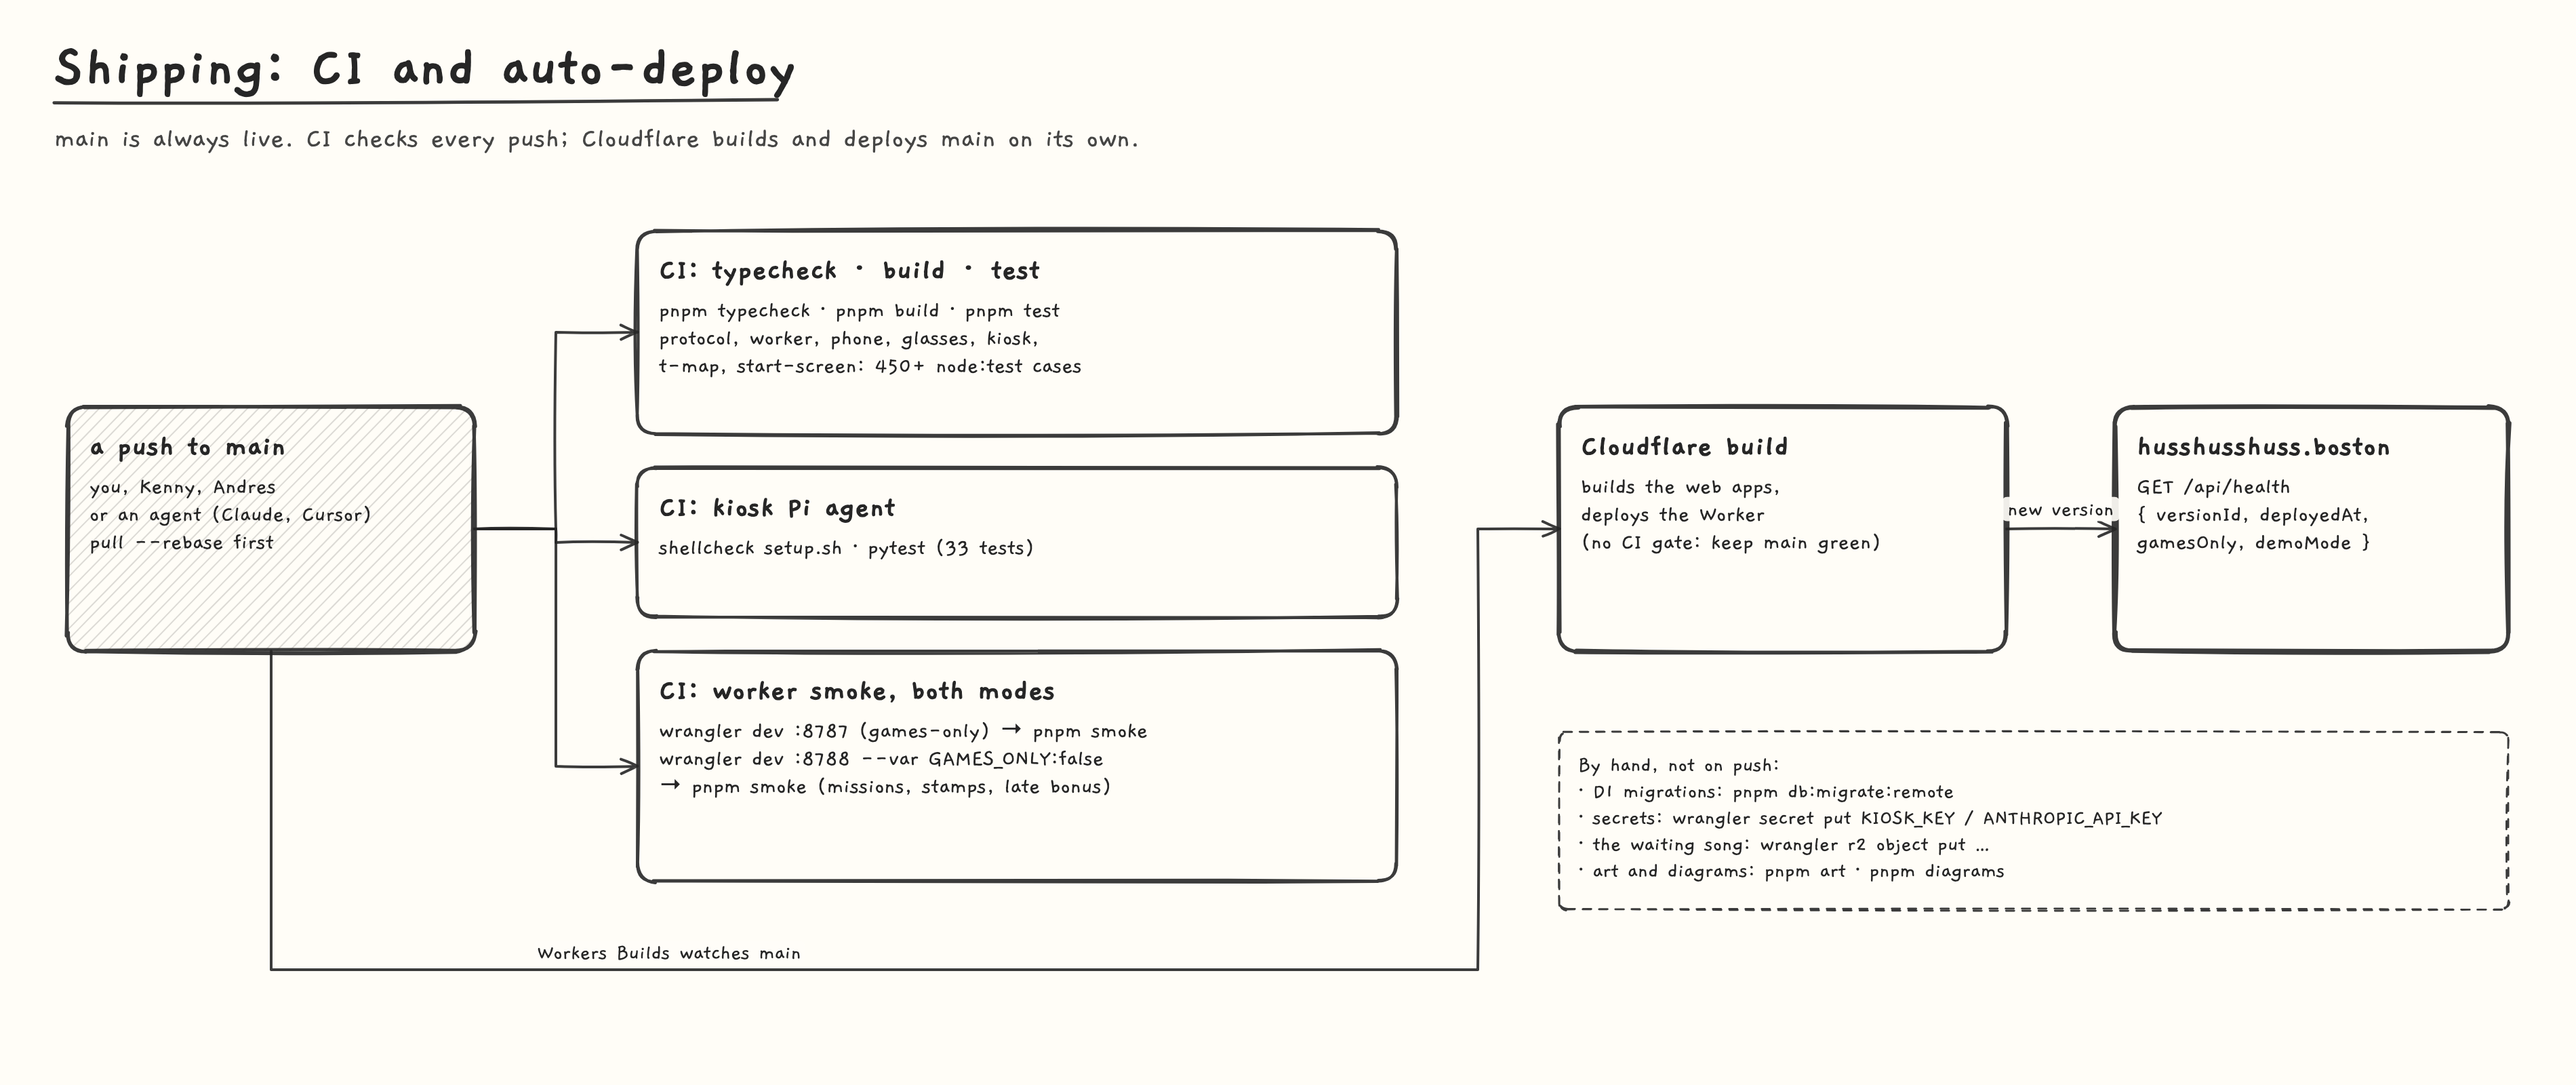 Shipping: CI and auto-deploy
main is always live. CI checks every push; Cloudflare builds and deploys main on its own.
a push to main
you, Kenny, Andres
or an agent (Claude, Cursor)
pull --rebase first
CI: typecheck · build · test
pnpm typecheck · pnpm build · pnpm test
protocol, worker, phone, glasses, kiosk,
t-map, start-screen: 450+ node:test cases
CI: kiosk Pi agent
shellcheck setup.sh · pytest (33 tests)
CI: worker smoke, both modes
wrangler dev :8787 (games-only) → pnpm smoke
wrangler dev :8788 --var GAMES_ONLY:false
→ pnpm smoke (missions, stamps, late bonus)
Workers Builds watches main
Cloudflare build
builds the web apps,
deploys the Worker
(no CI gate: keep main green)
new version
husshusshuss.boston
GET /api/health
{ versionId, deployedAt,
gamesOnly, demoMode }
By hand, not on push:
· D1 migrations: pnpm db:migrate:remote
· secrets: wrangler secret put KIOSK_KEY / ANTHROPIC_API_KEY
· the waiting song: wrangler r2 object put …
· art and diagrams: pnpm art · pnpm diagrams